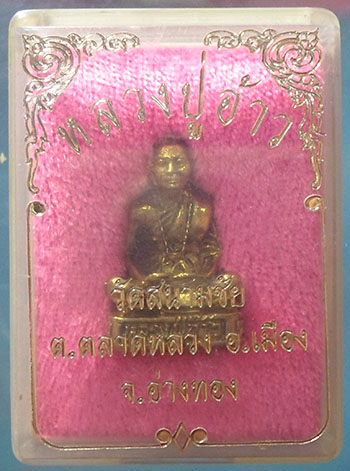 หลวงปู่อ้าว
วัดสนามชัย
ต.ตลาดหลวง อ.เมือง
จ.อ่างทอง